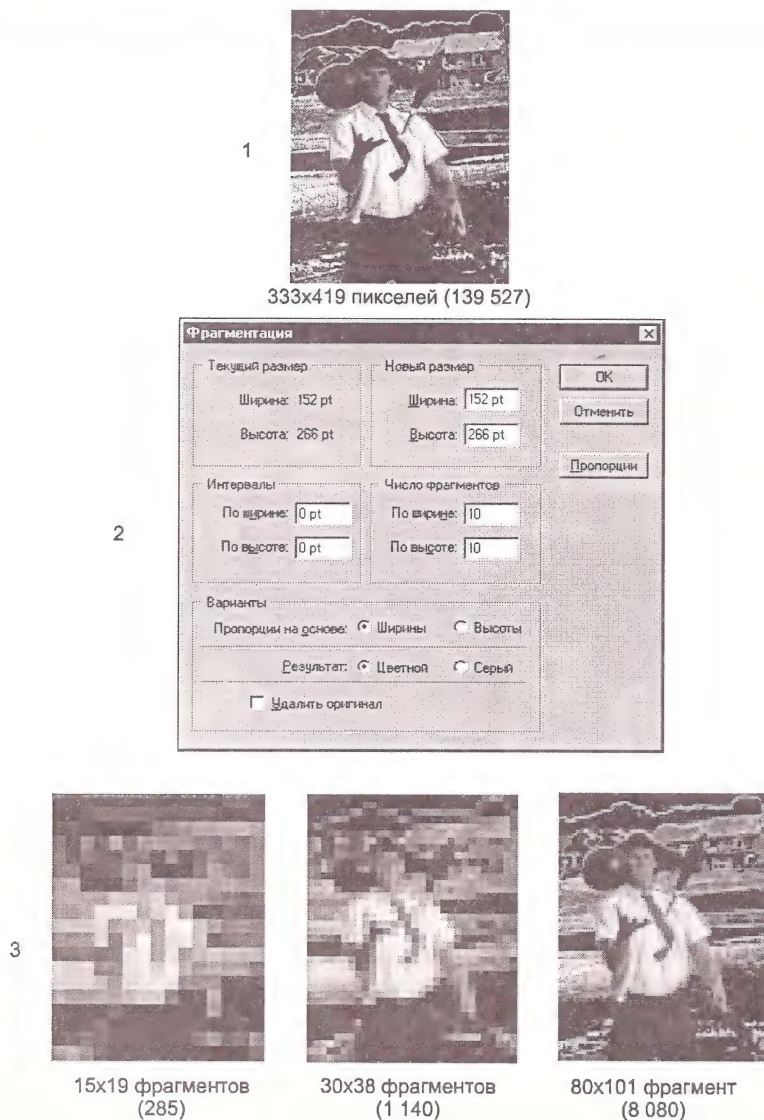 1
333x419 пикселей (139 527)
2
Фрагментация
Текущий размер
Ширина: 152 pt
Высота: 266 pt
Новый размер
Ширина: 152 pt
Высота: 266 pt
OK
Отменить
Пропорции
Интервалы
По ширине: 0 pt
По высоте: 0 pt
Число фрагментов
По ширине: 10
По высоте: 10
Варианты
Пропорции на основе: Ширины Высоты
Результат: Цветной Серый
Удалить оригинал
3
15x19 фрагментов
(285)
30x38 фрагментов
(1 140)
80x101 фрагмент
(8 080)